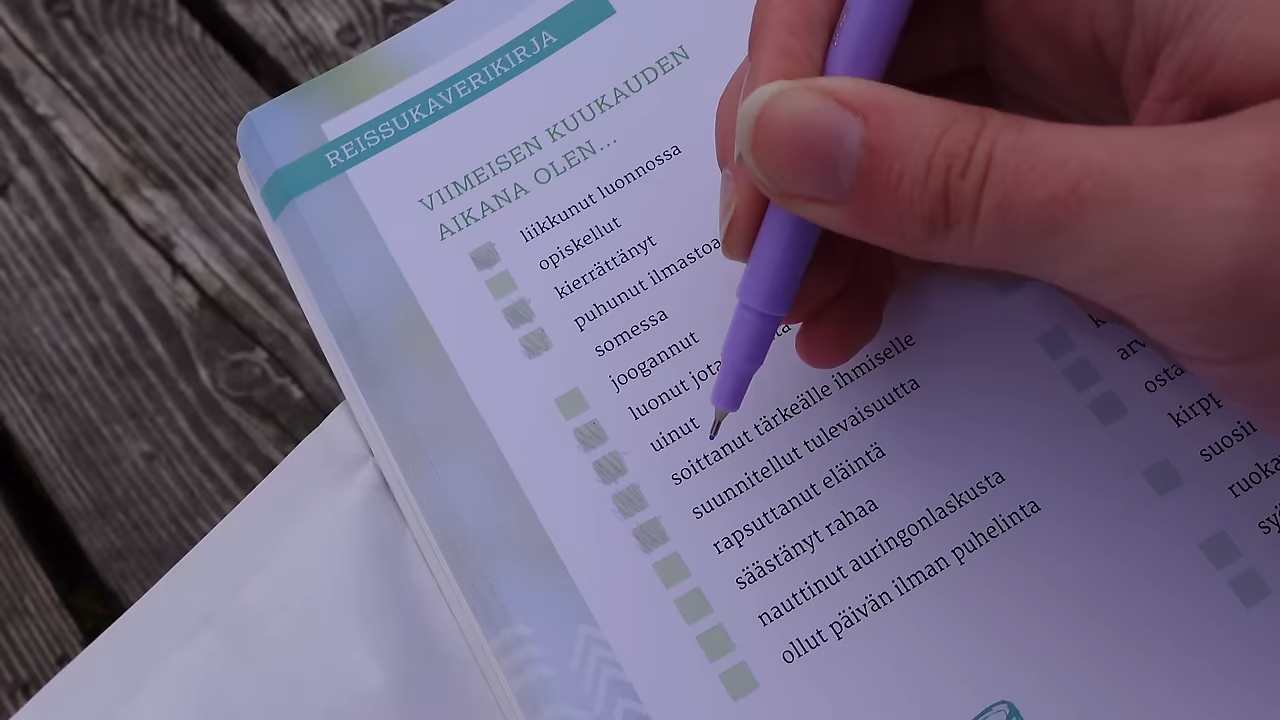 REISSUKAVERIKIRJA
VIIMEISEN KUUKAUDEN
AIKANA OLEN...
liikkunut luonnossa
opiskellut
kierrättänyt
puhunut
somessa
joogannut
luonut
uinut
soittanut tärkeälle ihmiselle
suunnitellut tulevaisuutta
rapsuttanut eläintä
säästänyt rahaa
nauttinut auringonlaskusta
ollut päivän ilman puhelinta